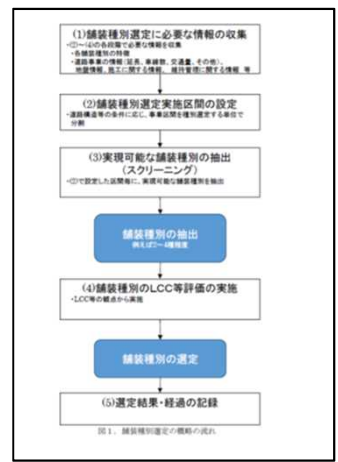 (1)舗装種別選定に必要な情報の収集
・(2)～(4)の各段階で必要な情報を収集
・各舗装種別の特徴
・道路事業の情報(延長、車線数、交通量、その他)、
地盤情報、施工に関する情報、維持管理に関する情報 等
(2)舗装種別選定実施区間の設定
・道路構造等の条件に応じ、事業区間を種別選定する単位で
分割
(3)実現可能な舗装種別の抽出
(スクリーニング)
・(2)で設定した区間毎に、実現可能な舗装種別を抽出
舗装種別の抽出
例えば2～4種程度
(4)舗装種別のLCC等評価の実施
・LCC等の観点から実施
舗装種別の選定
(5)選定結果・経過の記録
図1. 舗装種別選定の概略の流れ